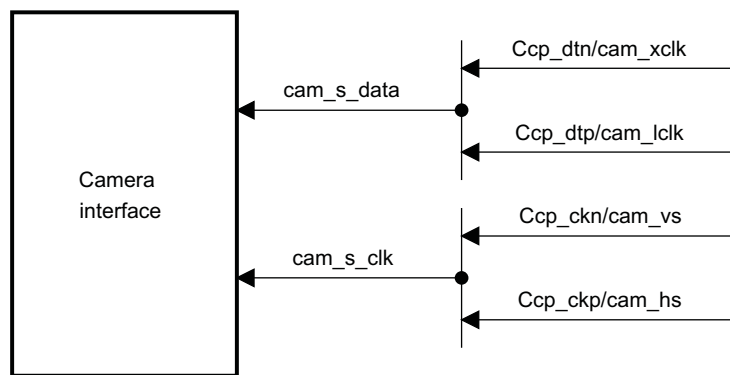 Ccp_dtn/cam_xclk
cam_s_data
Ccp_dtp/cam_lclk
Camera
interface
Ccp_ckn/cam_vs
cam_s_clk
Ccp_ckp/cam_hs